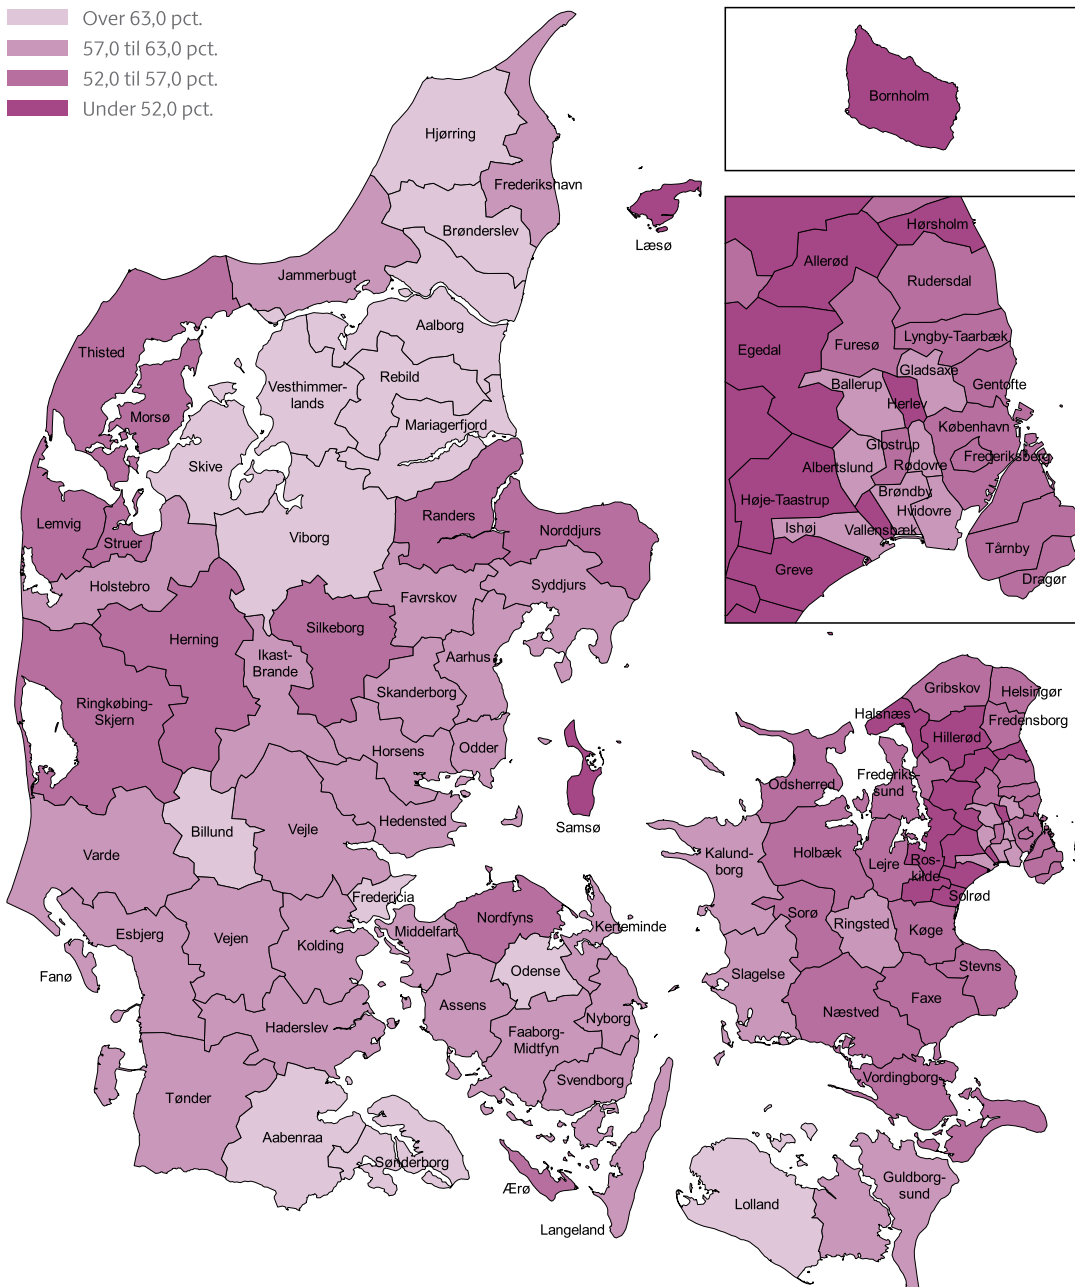 Over 63,0 pct.
57,0 til 63,0 pct.
52,0 til 57,0 pct.
Under 52,0 pct.
Bornholm
Hjørring
Frederikshavn
Læsø
Brønderslev
Jammerbugt
Aalborg
Thisted
Rebild
Vesthimmer-
lands
Morsø
Mariagerfjord
Skive
Lemvig
Struer
Viborg
Randers
Norddjurs
Holstebro
Favrskov
Syddjurs
Herning
Silkeborg
Ikast-
Brande
Aarhus
Skanderborg
Ringkøbing-
Skjern
Horsens
Odder
Samsø
Billund
Vejle
Hedensted
Varde
Fredericia
Esbjerg
Vejen
Kolding
Middelfart
Nordfyns
Kerteminde
Fanø
Odense
Assens
Nyborg
Haderslev
Faaborg-
Midtfyn
Svendborg
Tønder
Aabenraa
Sønderborg
Ærø
Langeland
Hørsholm
Allerød
Rudersdal
Egedal
Furesø
Lyngby-Taarbæk
Gladsaxe
Ballerup
Gentofte
Herlev
København
Glostrup
Frederiksberg
Albertslund
Rødovre
Brøndby
Høje-Taastrup
Hvidovre
Ishøj
Vallensbæk
Tårnby
Greve
Dragør
Gribskov
Helsingør
Halsnæs
Fredensborg
Hillerød
Odsherred
Frederiks-
sund
Kalund-
borg
Holbæk
Lejre
Ros-
kilde
Solrød
Sorø
Ringsted
Køge
Slagelse
Stevns
Faxe
Næstved
Vordingborg
Guldborg-
sund
Lolland